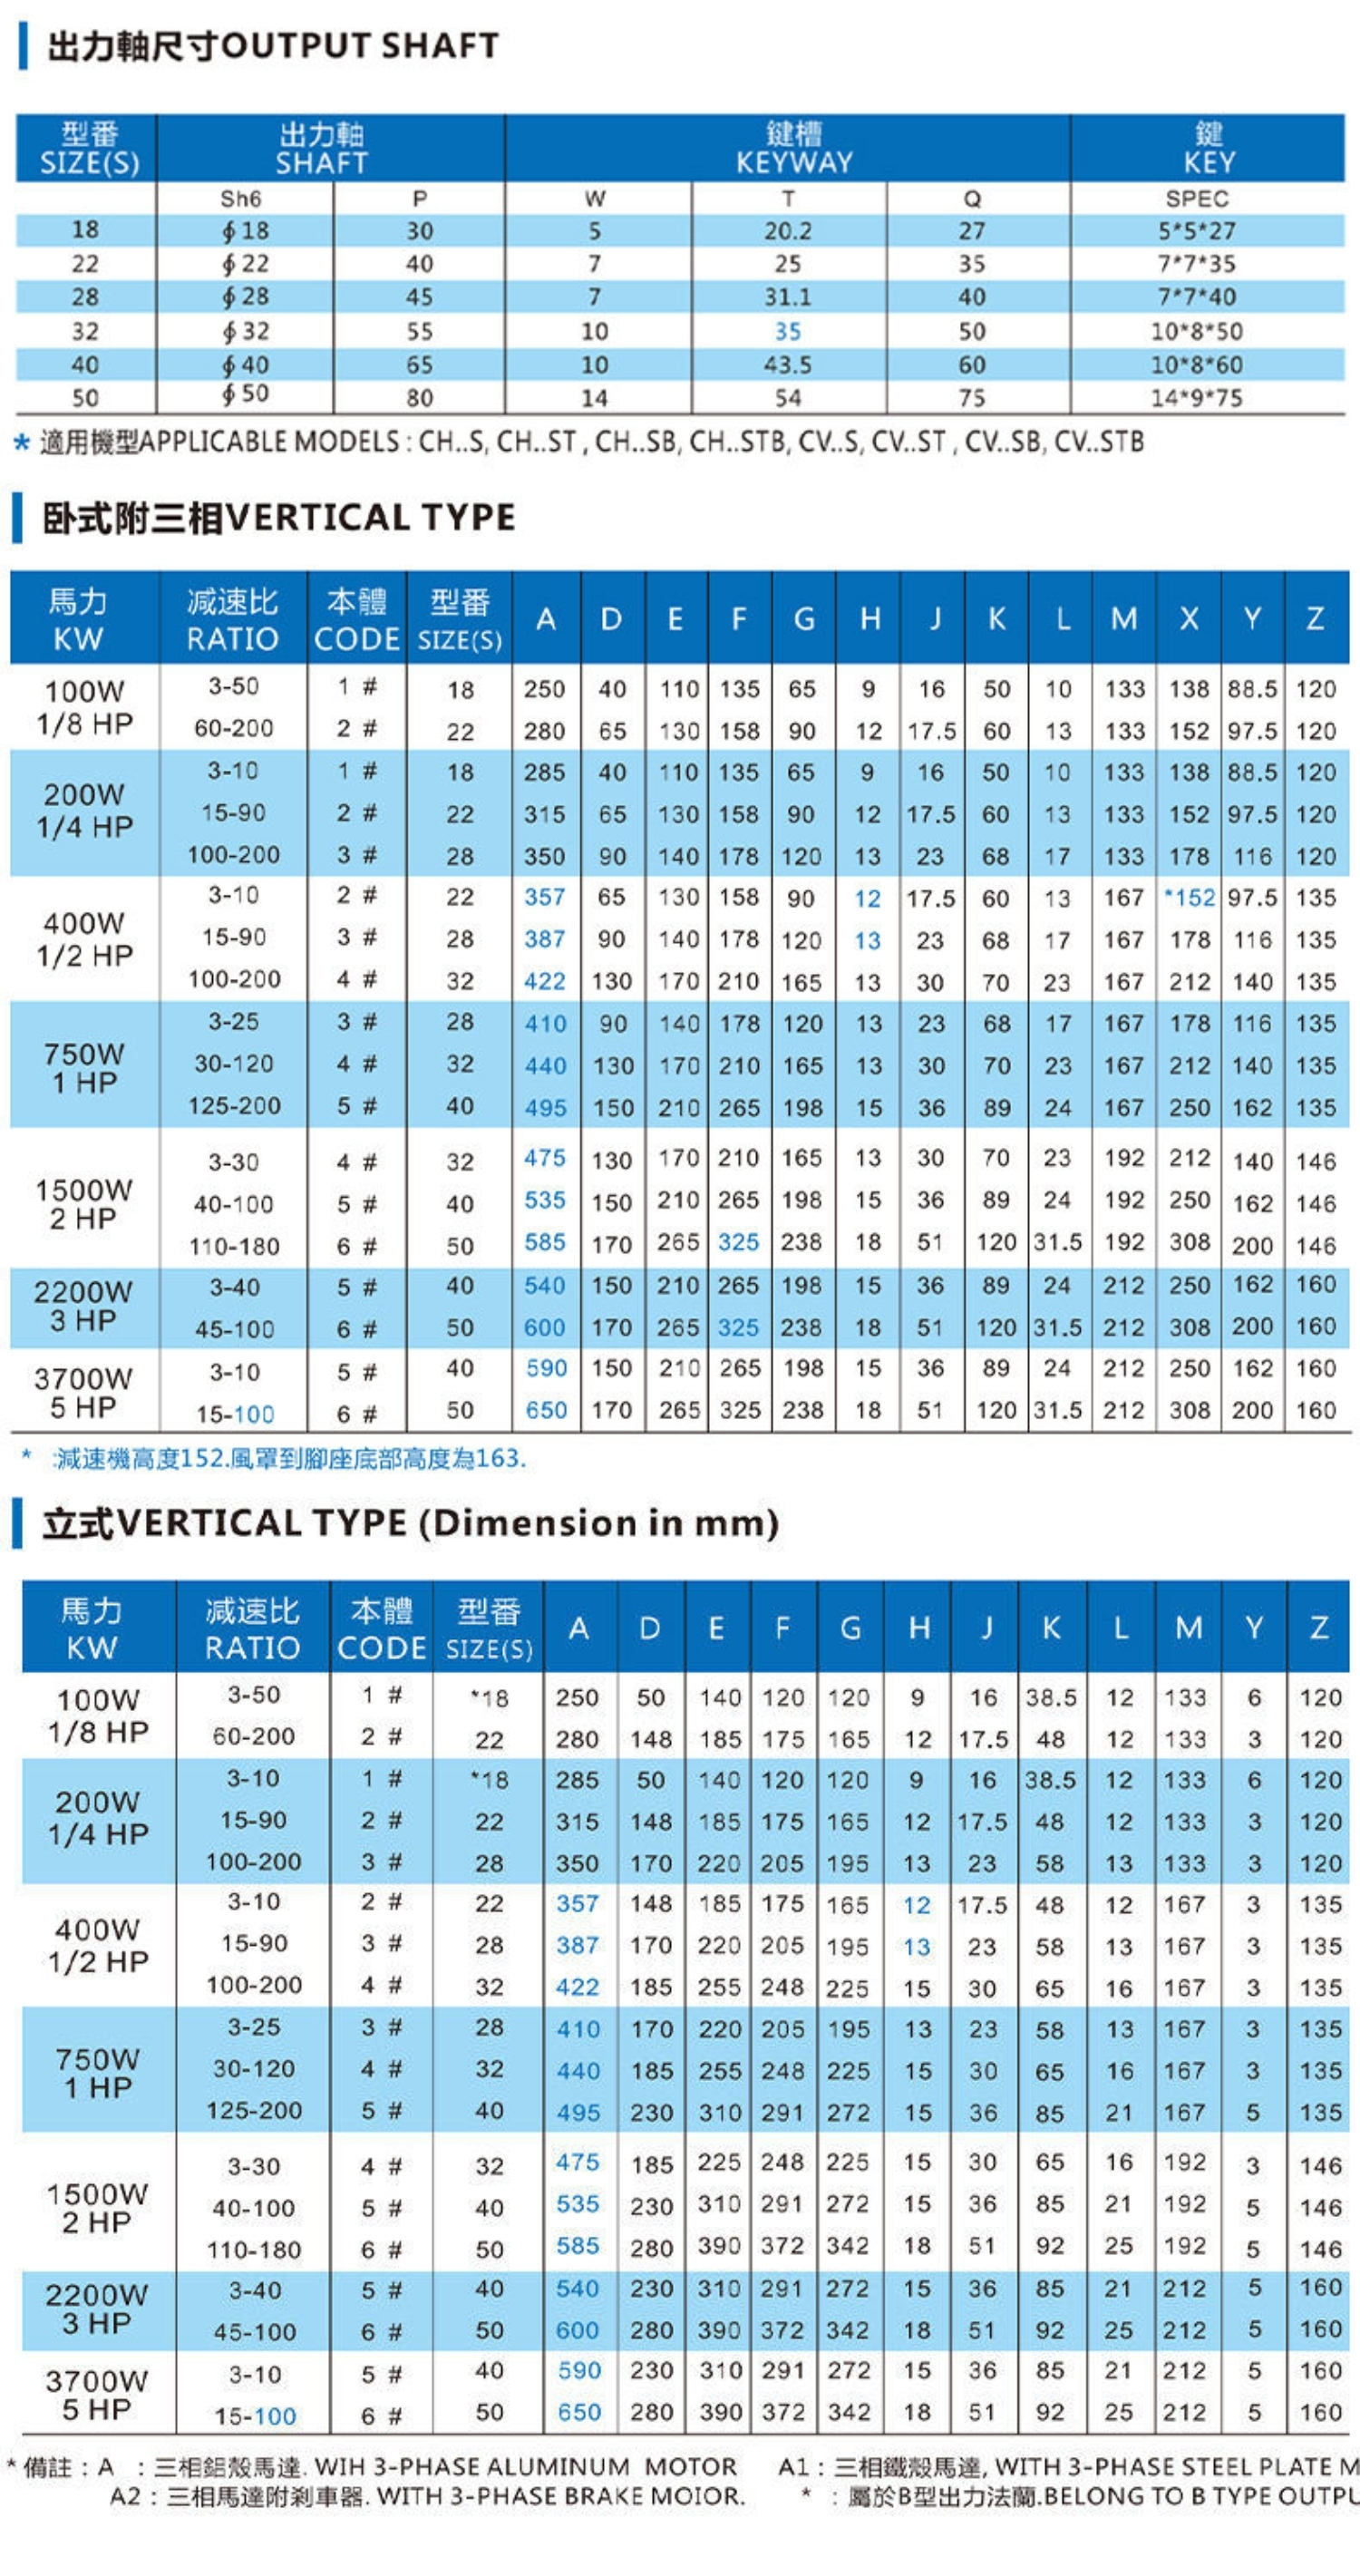 出力軸尺寸OUTPUT SHAFT
型番 出力軸 鍵槽 鍵
SIZE(S) SHAFT KEYWAY KEY
Sh6 P W T Q SPEC
18 ∮18 30 5 20.2 27 5*5*27
22 ∮22 40 7 25 35 7*7*35
28 ∮28 45 7 31.1 40 7*7*40
32 ∮32 55 10 35 50 10*8*50
40 ∮40 65 10 43.5 60 10*8*60
50 ∮50 80 14 54 75 14*9*75
* 適用機型APPLICABLE MODELS : CH..S, CH..ST , CH..SB, CH..STB, CV..S, CV..ST , CV..SB, CV..STB
卧式附三相VERTICAL TYPE
馬力 减速比 本體 型番
KW RATIO CODE SIZE(S) A D E F G H J K L M X Y Z
100W 3-50 1 # 18 250 40 110 135 65 9 16 50 10 133 138 88.5 120
1/8 HP 60-200 2 # 22 280 65 130 158 90 12 17.5 60 13 133 152 97.5 120
3-10 1 # 18 285 40 110 135 65 9 16 50 10 133 138 88.5 120
200W 1/4 HP 15-90 2 # 22 315 65 130 158 90 12 17.5 60 13 133 152 97.5 120
100-200 3 # 28 350 90 140 178 120 13 23 68 17 133 178 116 120
3-10 2 # 22 357 65 130 158 90 12 17.5 60 13 167 *152 97.5 135
400W 1/2 HP 15-90 3 # 28 387 90 140 178 120 13 23 68 17 167 178 116 135
100-200 4 # 32 422 130 170 210 165 13 30 70 23 167 212 140 135
3-25 3 # 28 410 90 140 178 120 13 23 68 17 167 178 116 135
750W 1 HP 30-120 4 # 32 440 130 170 210 165 13 30 70 23 167 212 140 135
125-200 5 # 40 495 150 210 265 198 15 36 89 24 167 250 162 135
3-30 4 # 32 475 130 170 210 165 13 30 70 23 192 212 140 146
1500W 2 HP 40-100 5 # 40 535 150 210 265 198 15 36 89 24 192 250 162 146
110-180 6 # 50 585 170 265 325 238 18 51 120 31.5 192 308 200 146
2200W 3-40 5 # 40 540 150 210 265 198 15 36 89 24 212 250 162 160
3 HP 45-100 6 # 50 600 170 265 325 238 18 51 120 31.5 212 308 200 160
3700W 3-10 5 # 40 590 150 210 265 198 15 36 89 24 212 250 162 160
5 HP 15-100 6 # 50 650 170 265 325 238 18 51 120 31.5 212 308 200 160
* :減速機高度152.風罩到腳座底部高度為163.
立式VERTICAL TYPE (Dimension in mm)
馬力 减速比 本體 型番
KW RATIO CODE SIZE(S) A D E F G H J K L M Y Z
100W 3-50 1 # *18 250 50 140 120 120 9 16 38.5 12 133 6 120
1/8 HP 60-200 2 # 22 280 148 185 175 165 12 17.5 48 12 133 3 120
3-10 1 # *18 285 50 140 120 120 9 16 38.5 12 133 6 120
200W 1/4 HP 15-90 2 # 22 315 148 185 175 165 12 17.5 48 12 133 3 120
100-200 3 # 28 350 170 220 205 195 13 23 58 13 133 3 120
3-10 2 # 22 357 148 185 175 165 12 17.5 48 12 167 3 135
400W 1/2 HP 15-90 3 # 28 387 170 220 205 195 13 23 58 13 167 3 135
100-200 4 # 32 422 185 255 248 225 15 30 65 16 167 3 135
3-25 3 # 28 410 170 220 205 195 13 23 58 13 167 3 135
750W 1 HP 30-120 4 # 32 440 185 255 248 225 15 30 65 16 167 3 135
125-200 5 # 40 495 230 310 291 272 15 36 85 21 167 5 135
3-30 4 # 32 475 185 225 248 225 15 30 65 16 192 3 146
1500W 2 HP 40-100 5 # 40 535 230 310 291 272 15 36 85 21 192 5 146
110-180 6 # 50 585 280 390 372 342 18 51 92 25 192 5 146
2200W 3-40 5 # 40 540 230 310 291 272 15 36 85 21 212 5 160
3 HP 45-100 6 # 50 600 280 390 372 342 18 51 92 25 212 5 160
3700W 3-10 5 # 40 590 230 310 291 272 15 36 85 21 212 5 160
5 HP 15-100 6 # 50 650 280 390 372 342 18 51 92 25 212 5 160
* 備註 : A : 三相鋁殼馬達. WIH 3-PHASE ALUMINUM MOTOR A1 : 三相鐵殼馬達, WITH 3-PHASE STEEL PLATE M
A2 : 三相馬達附剎車器. WITH 3-PHASE BRAKE MOIOR. * : 屬於B型出力法蘭.BELONG TO B TYPE OUTPU